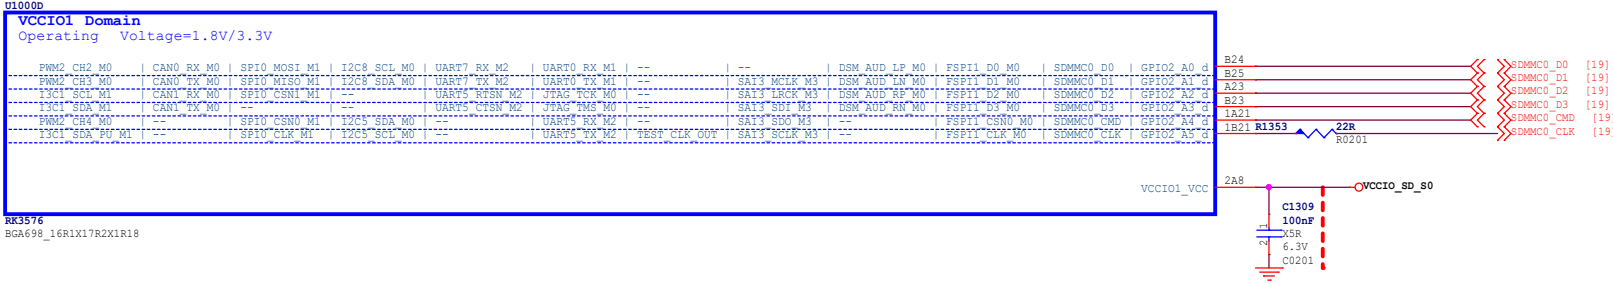 U1000D
VCCIO1 Domain
Operating Voltage=1.8V/3.3V
PWM2_CH2_M0 | CAN0_RX_M0 | SPI0_MOSI_M1 | I2C8_SCL_M0 | UART7_RX_M2 | UART0_RX_M1 | -- | -- | DSM_AUD_LP_M0 | FSPI1_D0_M0 | SDMMC0_D0 | GPIO2_A0_d B24 SDMMC0_D0 [19]
PWM2_CH3_M0 | CAN0_TX_M0 | SPI0_MISO_M1 | I2C8_SDA_M0 | UART7_TX_M2 | UART0_TX_M1 | -- | SAI3_MCLK_M3 | DSM_AUD_LN_M0 | FSPI1_D1_M0 | SDMMC0_D1 | GPIO2_A1_d B25 SDMMC0_D1 [19]
I3C1_SCL_M1 | CAN1_RX_M0 | SPI0_CSN1_M1 | -- | UART5_RTSN_M2 | JTAG_TCK_M0 | -- | SAI3_LRCK_M3 | DSM_AUD_RP_M0 | FSPI1_D2_M0 | SDMMC0_D2 | GPIO2_A2_d A23 SDMMC0_D2 [19]
I3C1_SDA_M1 | CAN1_TX_M0 | -- | -- | UART5_CTSN_M2 | JTAG_TMS_M0 | -- | SAI3_SDI_M3 | DSM_AUD_RN_M0 | FSPI1_D3_M0 | SDMMC0_D3 | GPIO2_A3_d B23 SDMMC0_D3 [19]
PWM2_CH4_M0 | -- | SPI0_CSN0_M1 | I2C5_SDA_M0 | -- | UART5_RX_M2 | -- | SAI3_SDO_M3 | -- | FSPI1_CSN0_M0 | SDMMC0_CMD | GPIO2_A4_d 1A21 SDMMC0_CMD [19]
I3C1_SDA_PU_M1 | -- | SPI0_CLK_M1 | I2C5_SCL_M0 | -- | UART5_TX_M2 | TEST_CLK_OUT | SAI3_SCLK_M3 | -- | FSPI1_CLK_M0 | SDMMC0_CLK | GPIO2_A5_d 1B21 R1353 22R SDMMC0_CLK [19]
R0201
VCCIO1_VCC 2A8 VCCIO_SD_S0
C1309
100nF
X5R
6.3V
C0201
1
2
RK3576
BGA698_16R1X17R2X1R18